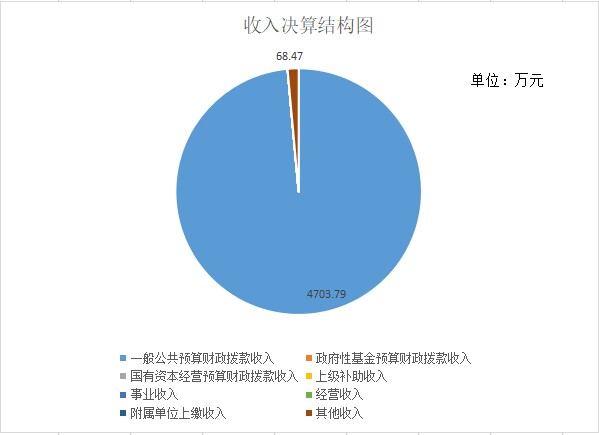 收入决算结构图
68.47
单位：万元
4703.79
一般公共预算财政拨款收入 政府性基金预算财政拨款收入
国有资本经营预算财政拨款收入 上级补助收入
事业收入 经营收入
附属单位上缴收入 其他收入